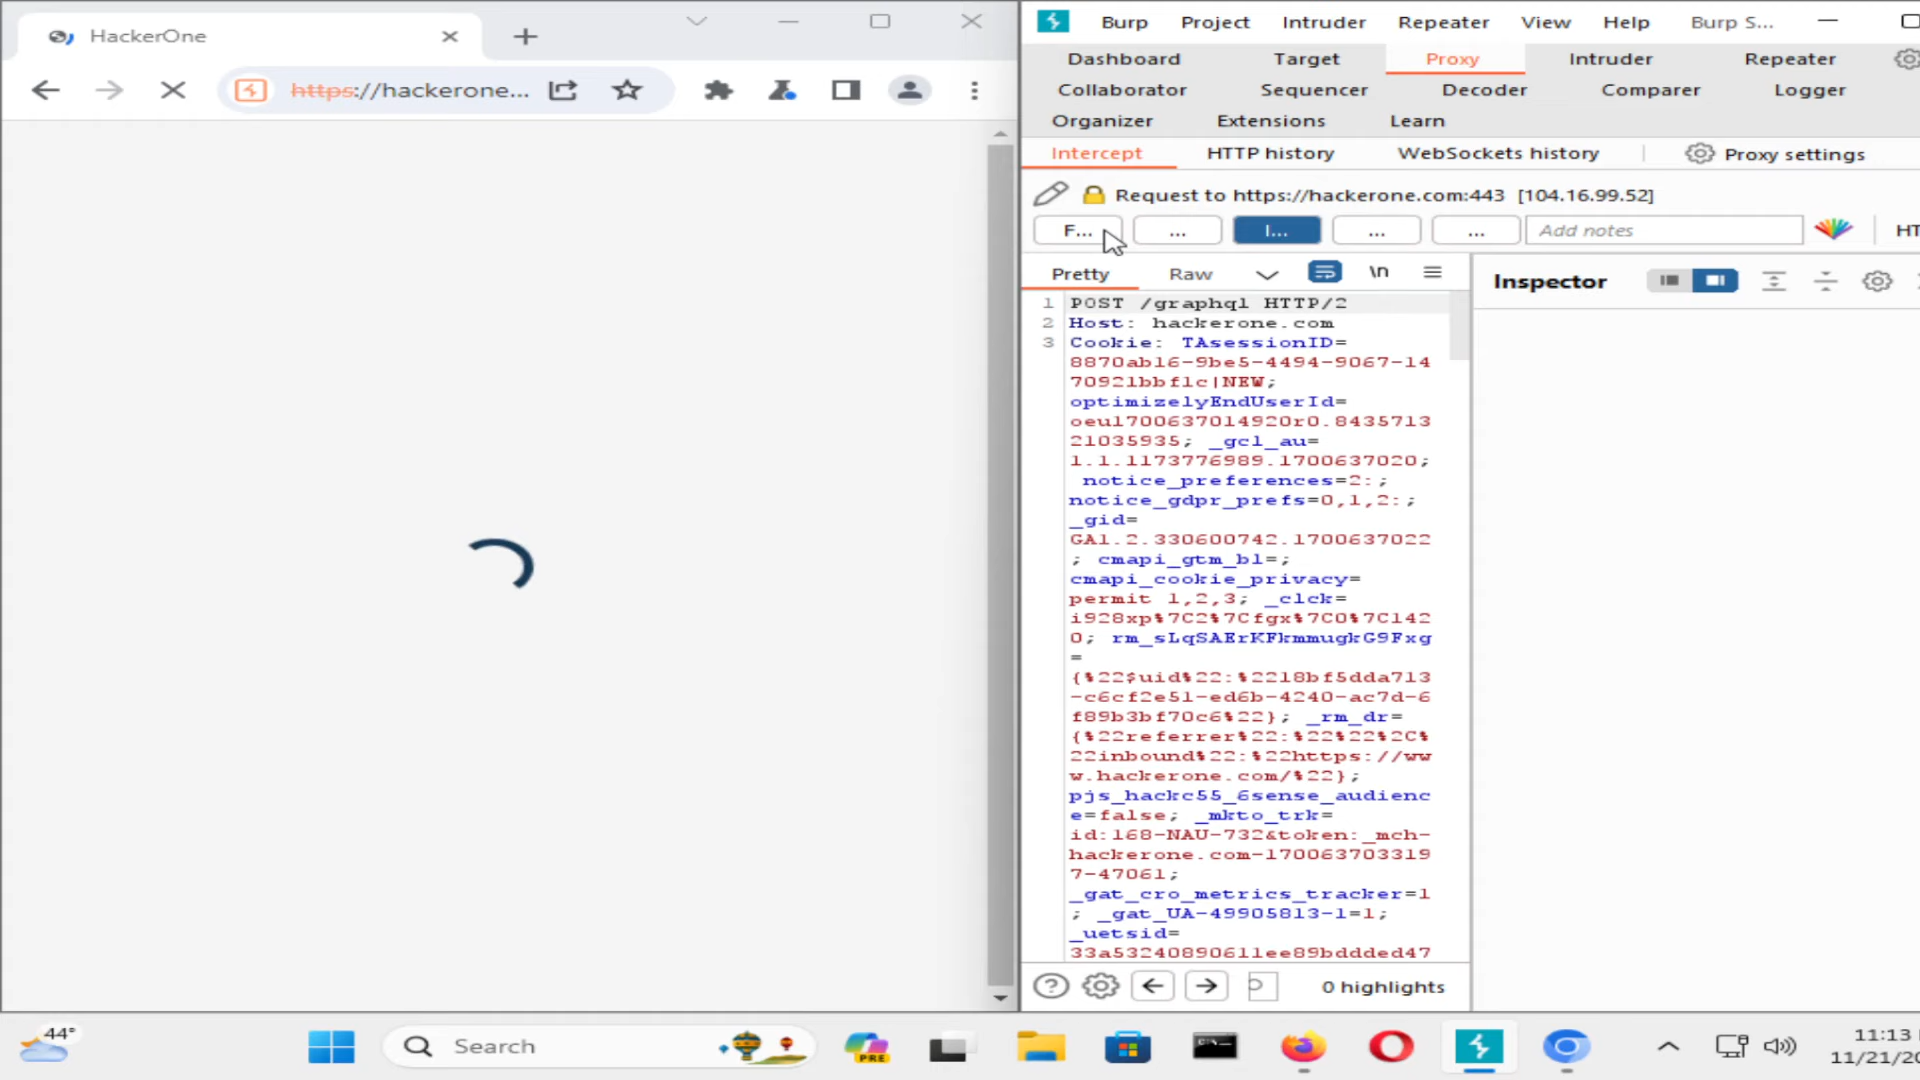 HackerOne
https://hackerone...
Burp Project Intruder Repeater View Help Burp S...
Dashboard Target Proxy Intruder Repeater
Collaborator Sequencer Decoder Comparer Logger
Organizer Extensions Learn
Intercept HTTP history WebSockets history Proxy settings
Request to https://hackerone.com:443 [104.16.99.52]
F... ... I... ... ... Add notes HT
Pretty Raw \n
Inspector
1 POST /graphql HTTP/2
2 Host: hackerone.com
3 Cookie: TAsessionID=
8870ab16-9be5-4494-9067-14
70921bbf1c|NEW;
optimizelyEndUserId=
oeu1700637014920r0.8435713
21035935; _gcl_au=
1.1.1173776989.1700637020;
notice_preferences=2:;
notice_gdpr_prefs=0,1,2:;
_gid=
GA1.2.330600742.1700637022
; cmapi_gtm_bl=;
cmapi_cookie_privacy=
permit 1,2,3; _clck=
i928xp%7C2%7Cfgx%7C0%7C142
0; rm_sLqSAErKFkmmugkG9Fxg
=
{%22$uid%22:%2218bf5dda713
-c6cf2e51-ed6b-4240-ac7d-6
f89b3bf70c6%22}; _rm_dr=
{%22referrer%22:%22%22%2C%
22inbound%22:%22https://ww
w.hackerone.com/%22};
pjs_hackc55_6sense_audienc
e=false; _mkto_trk=
id:168-NAU-732&token:_mch-
hackerone.com-170063703319
7-47061;
_gat_cro_metrics_tracker=1
; _gat_UA-49905813-1=1;
_uetsid=
33a53240890611ee89bddded47
0 highlights
44°
Search
PRE
11:13
11/21/20